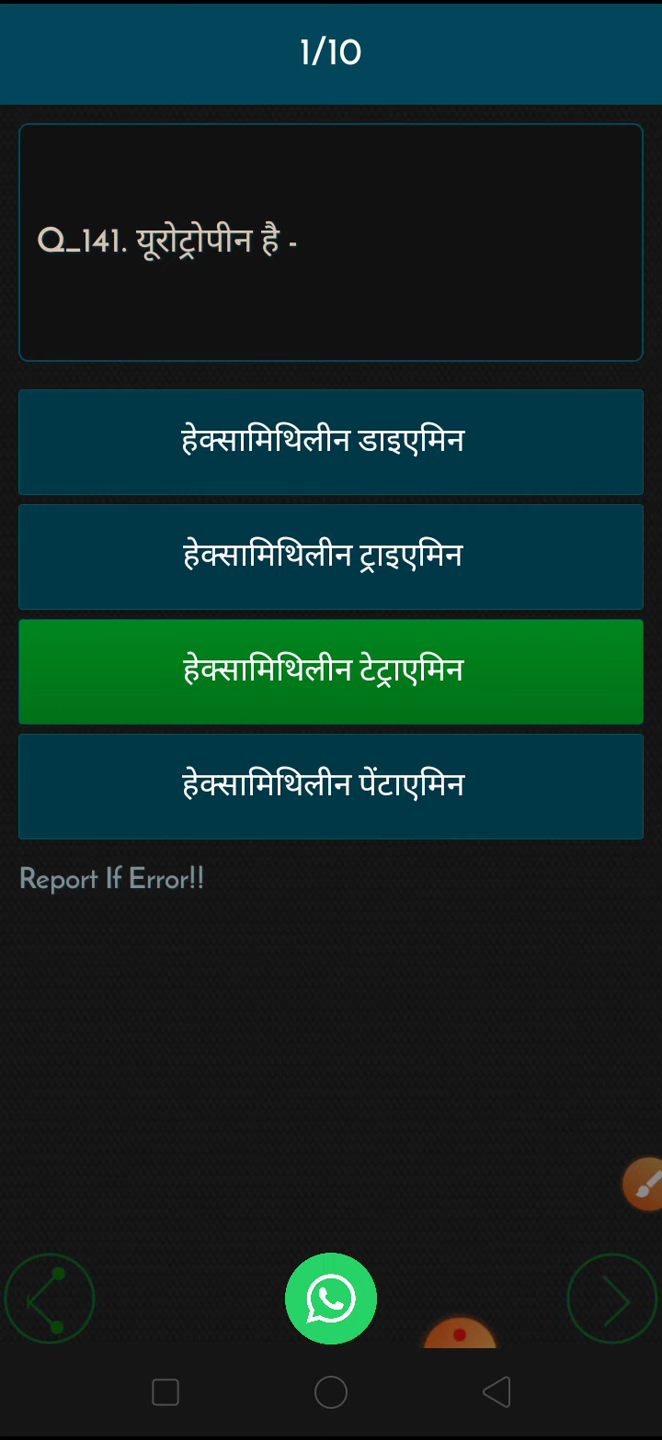 1/10
Q_141. यूरोट्रोपीन है -
हेक्सामिथिलीन डाइएमिन
हेक्सामिथिलीन ट्राइएमिन
हेक्सामिथिलीन टेट्राएमिन
हेक्सामिथिलीन पेंटाएमिन
Report If Error!!